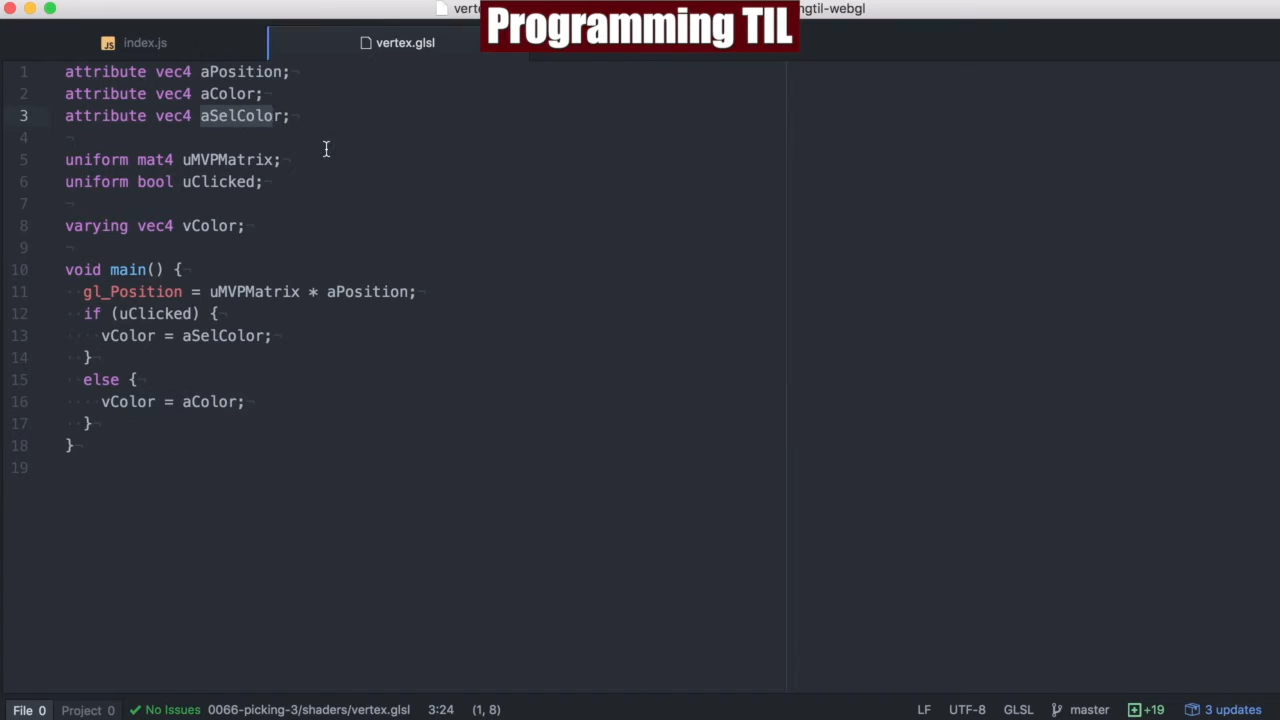 verte
ngtil-webgl
Programming TIL
index.js
vertex.glsl
1 attribute vec4 aPosition;
2 attribute vec4 aColor;
3 attribute vec4 aSelColor;
4
5 uniform mat4 uMVPMatrix;
6 uniform bool uClicked;
7
8 varying vec4 vColor;
9
10 void main() {
11 gl_Position = uMVPMatrix * aPosition;
12 if (uClicked) {
13 vColor = aSelColor;
14 }
15 else {
16 vColor = aColor;
17 }
18 }
19
File 0 Project 0 No Issues 0066-picking-3/shaders/vertex.glsl 3:24 (1, 8) LF UTF-8 GLSL master +19 3 updates